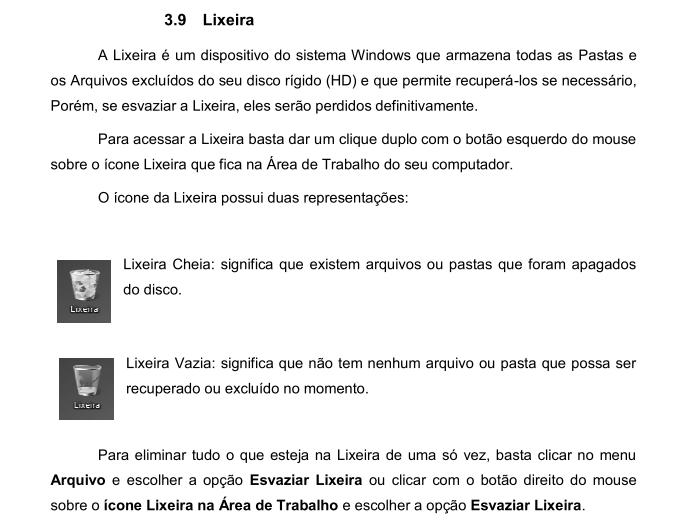 3.9 Lixeira
A Lixeira é um dispositivo do sistema Windows que armazena todas as Pastas e
os Arquivos excluídos do seu disco rígido (HD) e que permite recuperá-los se necessário,
Porém, se esvaziar a Lixeira, eles serão perdidos definitivamente.
Para acessar a Lixeira basta dar um clique duplo com o botão esquerdo do mouse
sobre o ícone Lixeira que fica na Área de Trabalho do seu computador.
O ícone da Lixeira possui duas representações:
Lixeira Cheia: significa que existem arquivos ou pastas que foram apagados
do disco.
Lixeira
Lixeira Vazia: significa que não tem nenhum arquivo ou pasta que possa ser
recuperado ou excluído no momento.
Lixeira
Para eliminar tudo o que esteja na Lixeira de uma só vez, basta clicar no menu
Arquivo e escolher a opção Esvaziar Lixeira ou clicar com o botão direito do mouse
sobre o ícone Lixeira na Área de Trabalho e escolher a opção Esvaziar Lixeira.